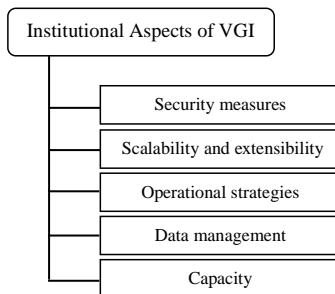 Institutional Aspects of VGI
Security measures
Scalability and extensibility
Operational strategies
Data management
Capacity